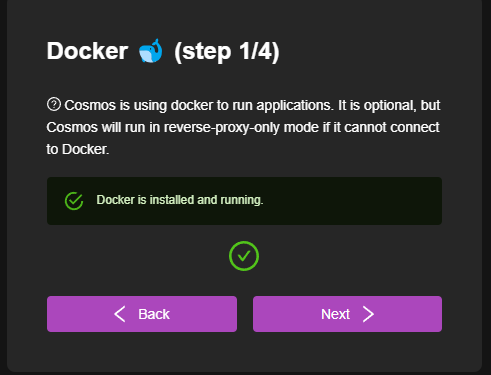 Docker 🐋 (step 1/4)
Cosmos is using docker to run applications. It is optional, but
Cosmos will run in reverse-proxy-only mode if it cannot connect
to Docker.
Docker is installed and running.
Back
Next